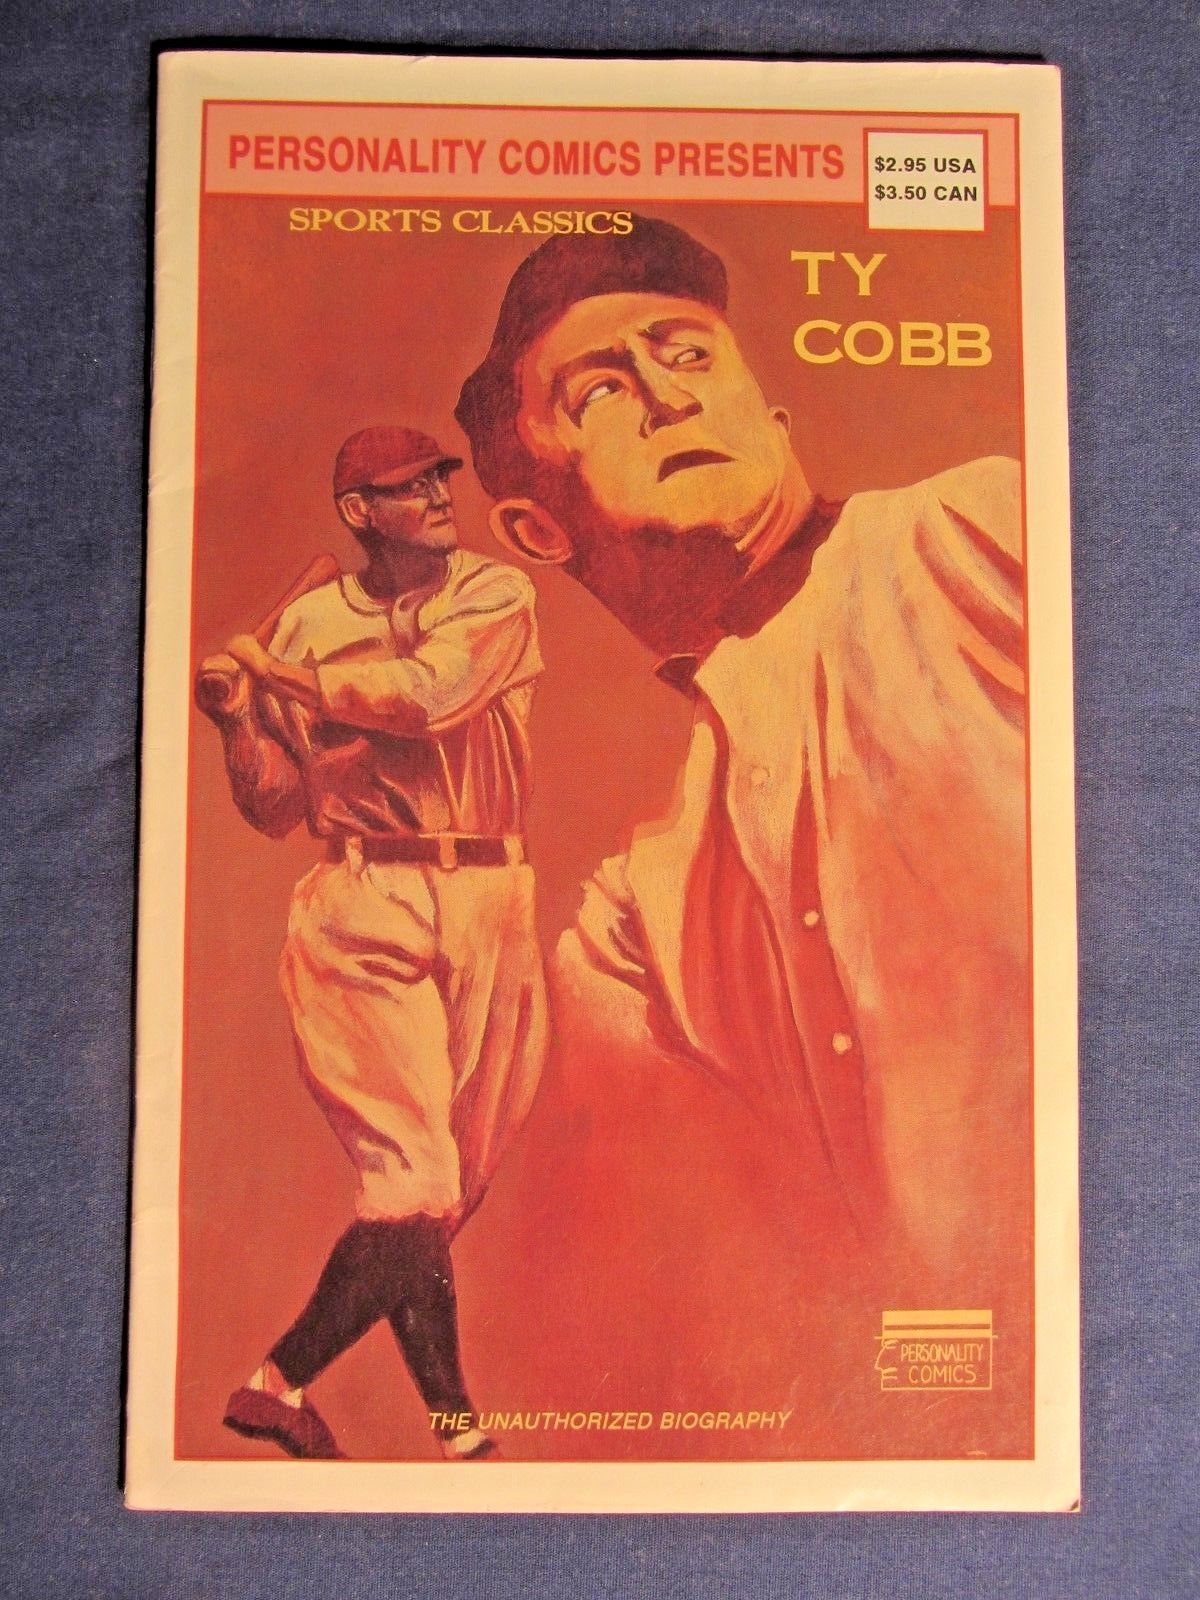 PERSONALITY COMICS PRESENTS
$2.95 USA
$3.50 CAN
SPORTS CLASSICS
TY
COBB
PERSONALITY
COMICS
THE UNAUTHORIZED BIOGRAPHY